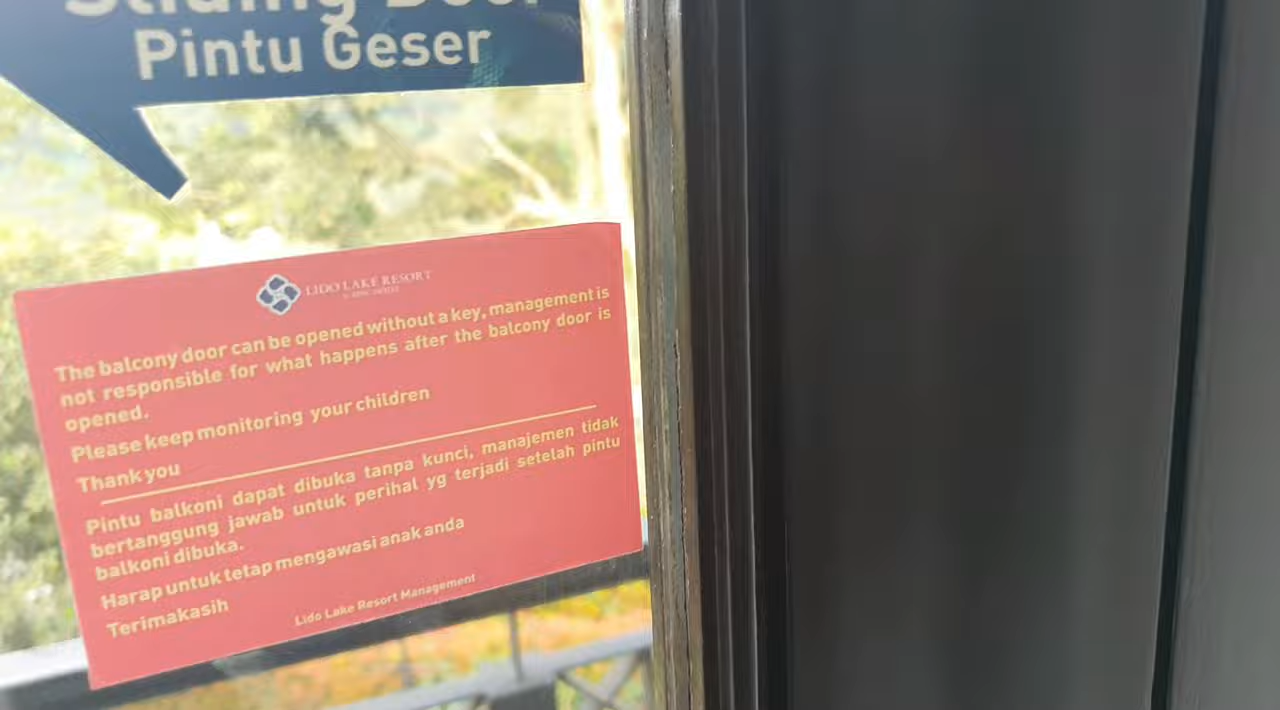 Sliding Door
Pintu Geser
LIDO LAKE RESORT
The balcony door can be opened without a key, management is
not responsible for what happens after the balcony door is
opened.
Please keep monitoring your children
Thank you
Pintu balkoni dapat dibuka tanpa kunci, manajemen tidak
bertanggung jawab untuk perihal yg terjadi setelah pintu
balkoni dibuka.
Harap untuk tetap mengawasi anak anda
Terimakasih
Lido Lake Resort Management